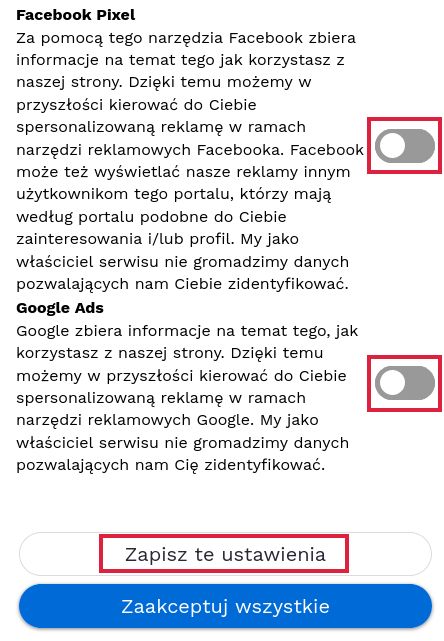 Facebook Pixel
Za pomocą tego narzędzia Facebook zbiera
informacje na temat tego jak korzystasz z
naszej strony. Dzięki temu możemy w
przyszłości kierować do Ciebie
spersonalizowaną reklamę w ramach
narzędzi reklamowych Facebooka. Facebook
może też wyświetlać nasze reklamy innym
użytkownikom tego portalu, którzy mają
według portalu podobne do Ciebie
zainteresowania i/lub profil. My jako
właściciel serwisu nie gromadzimy danych
pozwalających nam Ciebie zidentyfikować.
Google Ads
Google zbiera informacje na temat tego, jak
korzystasz z naszej strony. Dzięki temu
możemy w przyszłości kierować do Ciebie
spersonalizowaną reklamę w ramach
narzędzi reklamowych Google. My jako
właściciel serwisu nie gromadzimy danych
pozwalających nam Cię zidentyfikować.
Zapisz te ustawienia
Zaakceptuj wszystkie